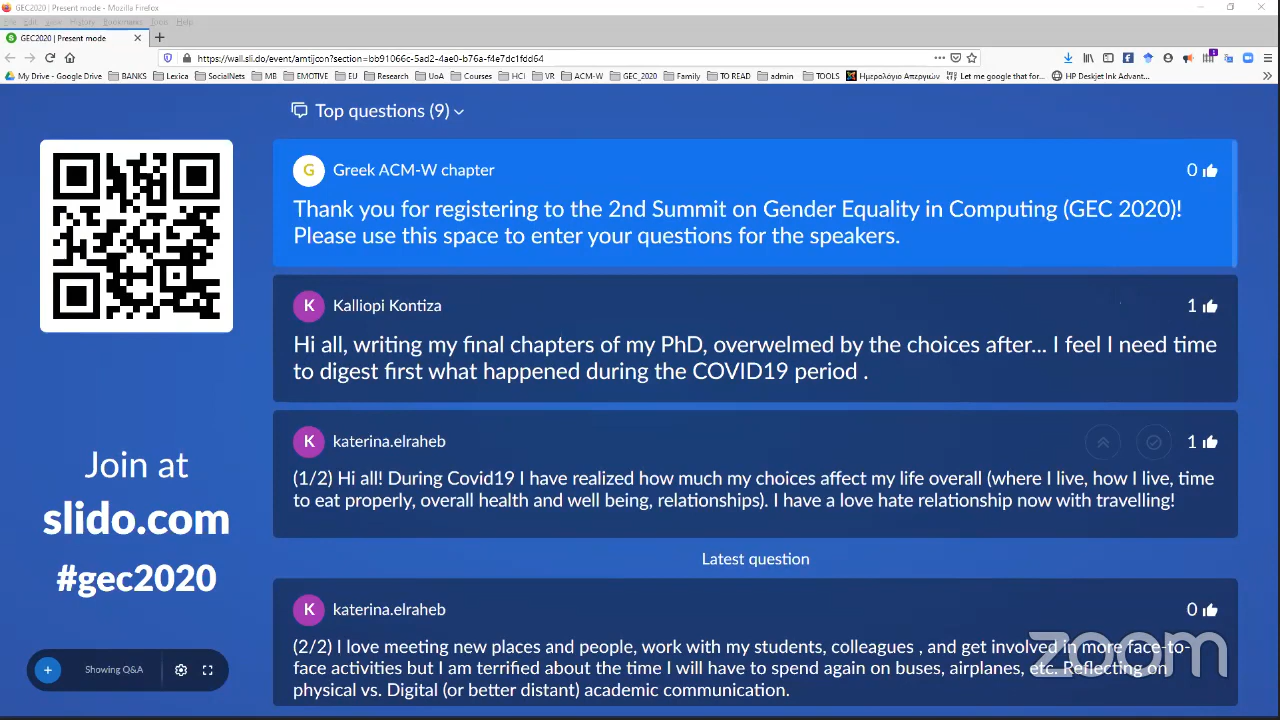 GEC2020 | Present mode - Mozilla Firefox
File Edit View History Bookmarks Tools Help
GEC2020 | Present mode
https://wall.sli.do/event/amtijcon?section=bb91066c-5ad2-4ae0-b76a-f4e7dc1fdd64
My Drive - Google Drive BANKS Lexica SocialNets MB EMOTIVE EU Research UoA Courses HCI VR ACM-W GEC_2020 Family TO READ admin TOOLS Ημερολόγιο Απεργιών Let me google that for... HP Deskjet Ink Advant...
Top questions (9)
G Greek ACM-W chapter 0
Thank you for registering to the 2nd Summit on Gender Equality in Computing (GEC 2020)!
Please use this space to enter your questions for the speakers.
K Kalliopi Kontiza 1
Hi all, writing my final chapters of my PhD, overwelmed by the choices after... I feel I need time
to digest first what happened during the COVID19 period .
K katerina.elraheb 1
(1/2) Hi all! During Covid19 I have realized how much my choices affect my life overall (where I live, how I live, time
to eat properly, overall health and well being, relationships). I have a love hate relationship now with travelling!
Latest question
K katerina.elraheb 0
(2/2) I love meeting new places and people, work with my students, colleagues , and get involved in more face-to-
face activities but I am terrified about the time I will have to spend again on buses, airplanes, etc. Reflecting on
physical vs. Digital (or better distant) academic communication.
Join at
slido.com
#gec2020
Showing Q&A
zoom